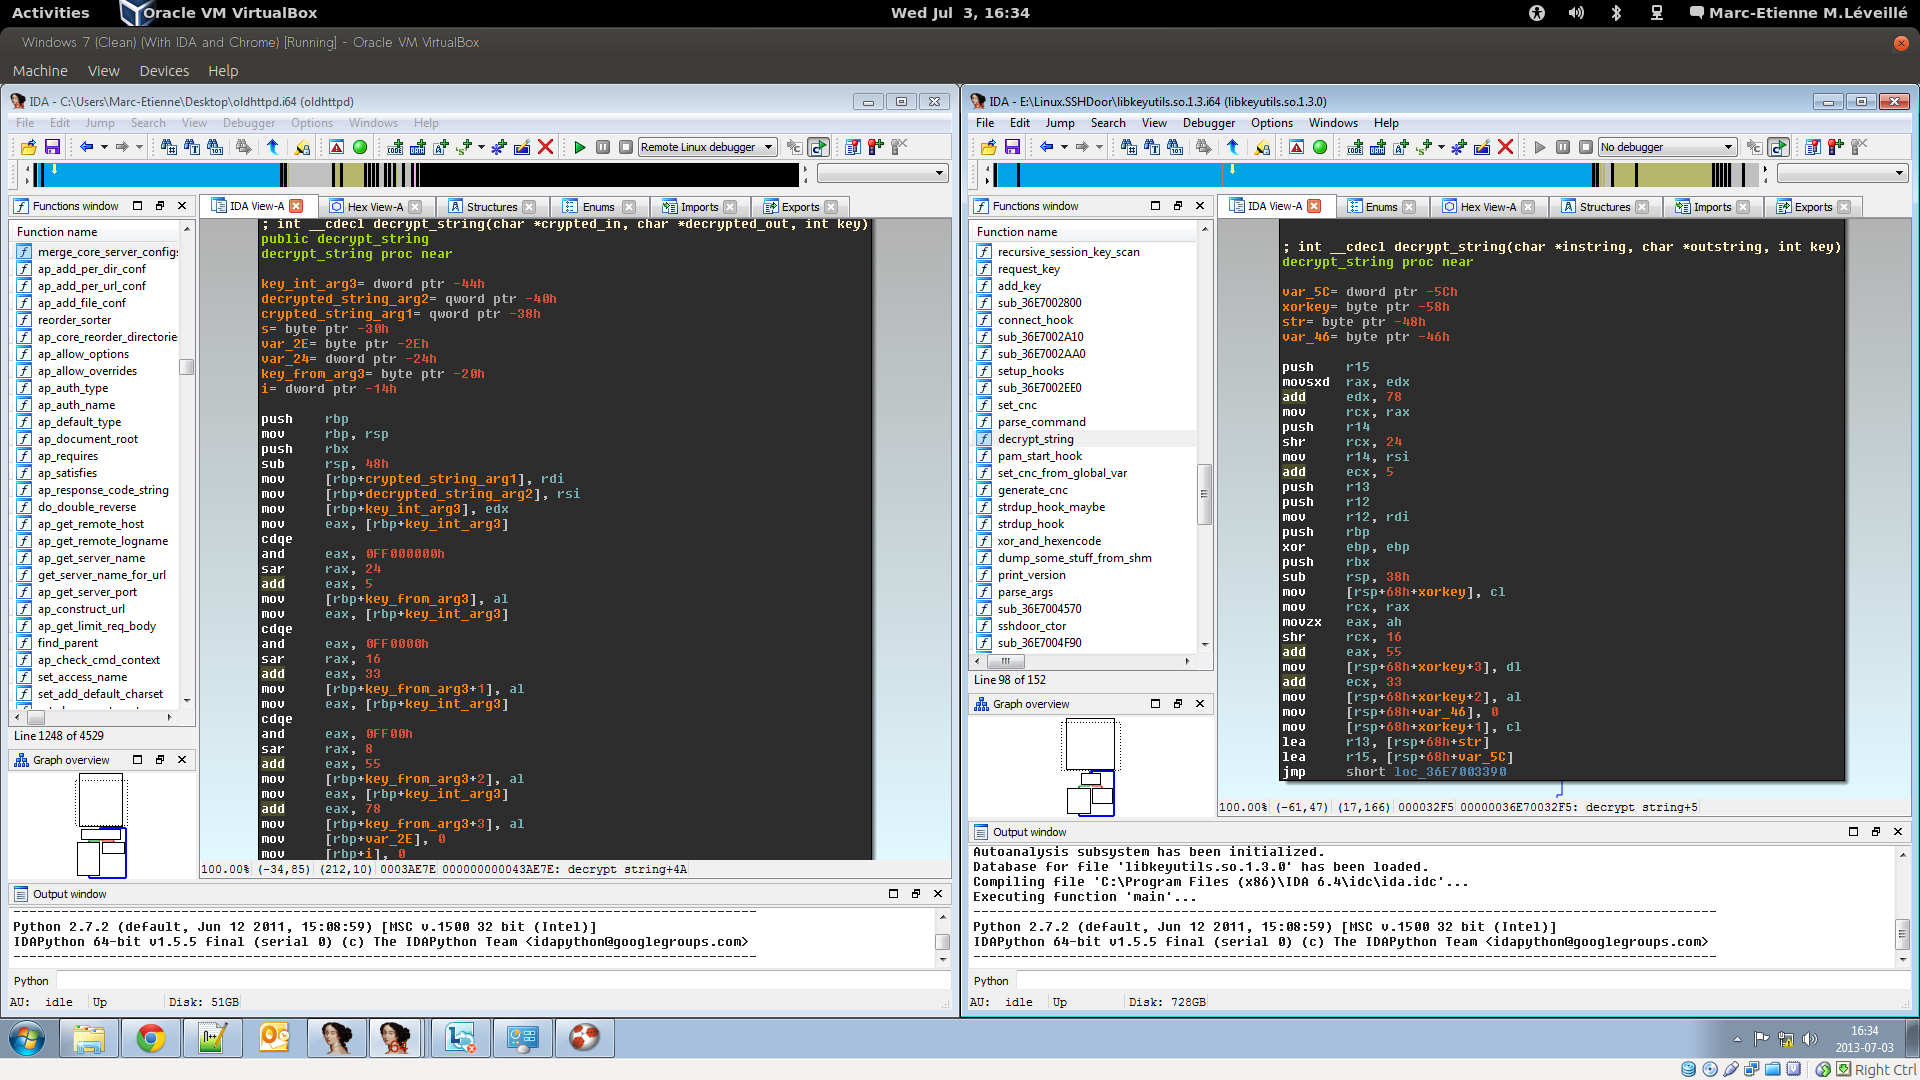 Activities
Oracle VM VirtualBox
Wed Jul 3, 16:34
Marc-Etienne M.Léveillé
Windows 7 (Clean) (With IDA and Chrome) [Running] - Oracle VM VirtualBox
Machine View Devices Help
IDA - C:\Users\Marc-Etienne\Desktop\oldhttpd.i64 (oldhttpd)
File Edit Jump Search View Debugger Options Windows Help
Remote Linux debugger
Functions window
IDA View-A
Hex View-A
Structures
Enums
Imports
Exports
Function name
merge_core_server_configs
ap_add_per_dir_conf
ap_add_per_url_conf
ap_add_file_conf
reorder_sorter
ap_core_reorder_directorie
ap_allow_options
ap_allow_overrides
ap_auth_type
ap_auth_name
ap_default_type
ap_document_root
ap_requires
ap_satisfies
ap_response_code_string
do_double_reverse
ap_get_remote_host
ap_get_remote_logname
ap_get_server_name
get_server_name_for_url
ap_get_server_port
ap_construct_url
ap_get_limit_req_body
find_parent
ap_check_cmd_context
set_access_name
set_add_default_charset
Line 1248 of 4529
Graph overview
; int __cdecl decrypt_string(char *crypted_in, char *decrypted_out, int key)
public decrypt_string
decrypt_string proc near
key_int_arg3= dword ptr -44h
decrypted_string_arg2= qword ptr -40h
crypted_string_arg1= qword ptr -38h
s= byte ptr -30h
var_2E= byte ptr -2Eh
var_24= dword ptr -24h
key_from_arg3= byte ptr -20h
i= dword ptr -14h
push rbp
mov rbp, rsp
push rbx
sub rsp, 48h
mov [rbp+crypted_string_arg1], rdi
mov [rbp+decrypted_string_arg2], rsi
mov [rbp+key_int_arg3], edx
mov eax, [rbp+key_int_arg3]
cdqe
and eax, 0FF000000h
sar rax, 24
add eax, 5
mov [rbp+key_from_arg3], al
mov eax, [rbp+key_int_arg3]
cdqe
and eax, 0FF0000h
sar rax, 16
add eax, 33
mov [rbp+key_from_arg3+1], al
mov eax, [rbp+key_int_arg3]
cdqe
and eax, 0FF00h
sar rax, 8
add eax, 55
mov [rbp+key_from_arg3+2], al
mov eax, [rbp+key_int_arg3]
add eax, 78
mov [rbp+key_from_arg3+3], al
mov [rbp+var_2E], 0
mov [rbp+i], 0
100.00% (-34,85) (212,10) 0003AE7E 000000000043AE7E: decrypt string+4A
Output window
Python 2.7.2 (default, Jun 12 2011, 15:08:59) [MSC v.1500 32 bit (Intel)]
IDAPython 64-bit v1.5.5 final (serial 0) (c) The IDAPython Team <idapython@googlegroups.com>
Python
AU: idle Up Disk: 51GB
IDA - E:\Linux.SSHDoor\libkeyutils.so.1.3.i64 (libkeyutils.so.1.3.0)
File Edit Jump Search View Debugger Options Windows Help
No debugger
Functions window
IDA View-A
Enums
Hex View-A
Structures
Imports
Exports
Function name
recursive_session_key_scan
request_key
add_key
sub_36E7002800
connect_hook
sub_36E7002A10
sub_36E7002AA0
setup_hooks
sub_36E7002EE0
set_cnc
parse_command
decrypt_string
pam_start_hook
set_cnc_from_global_var
generate_cnc
strdup_hook_maybe
strdup_hook
xor_and_hexencode
dump_some_stuff_from_shm
print_version
parse_args
sub_36E7004570
sshdoor_ctor
sub_36E7004F90
Line 98 of 152
Graph overview
; int __cdecl decrypt_string(char *instring, char *outstring, int key)
decrypt_string proc near
var_5C= dword ptr -5Ch
xorkey= byte ptr -58h
str= byte ptr -48h
var_46= byte ptr -46h
push r15
movsxd rax, edx
add edx, 78
mov rcx, rax
push r14
shr rcx, 24
mov r14, rsi
add ecx, 5
push r13
push r12
mov r12, rdi
push rbp
xor ebp, ebp
push rbx
sub rsp, 38h
mov [rsp+68h+xorkey], cl
mov rcx, rax
movzx eax, ah
shr rcx, 16
add eax, 55
mov [rsp+68h+xorkey+3], dl
add ecx, 33
mov [rsp+68h+xorkey+2], al
mov [rsp+68h+var_46], 0
mov [rsp+68h+xorkey+1], cl
lea r13, [rsp+68h+str]
lea r15, [rsp+68h+var_5C]
jmp short loc_36E7003390
100.00% (-61,47) (17,166) 000032F5 00000036E70032F5: decrypt string+5
Output window
Autoanalysis subsystem has been initialized.
Database for file 'libkeyutils.so.1.3.0' has been loaded.
Compiling file 'C:\Program Files (x86)\IDA 6.4\idc\ida.idc'...
Executing function 'main'...
Python 2.7.2 (default, Jun 12 2011, 15:08:59) [MSC v.1500 32 bit (Intel)]
IDAPython 64-bit v1.5.5 final (serial 0) (c) The IDAPython Team <idapython@googlegroups.com>
Python
AU: idle Up Disk: 728GB
16:34
2013-07-03
Right Ctrl